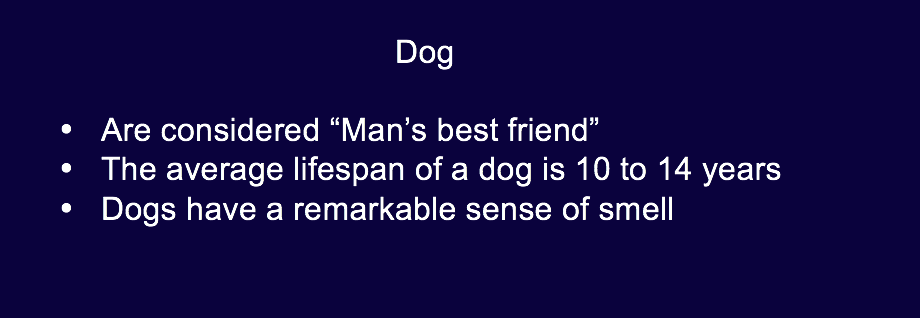 Dog
• Are considered “Man’s best friend”
• The average lifespan of a dog is 10 to 14 years
• Dogs have a remarkable sense of smell